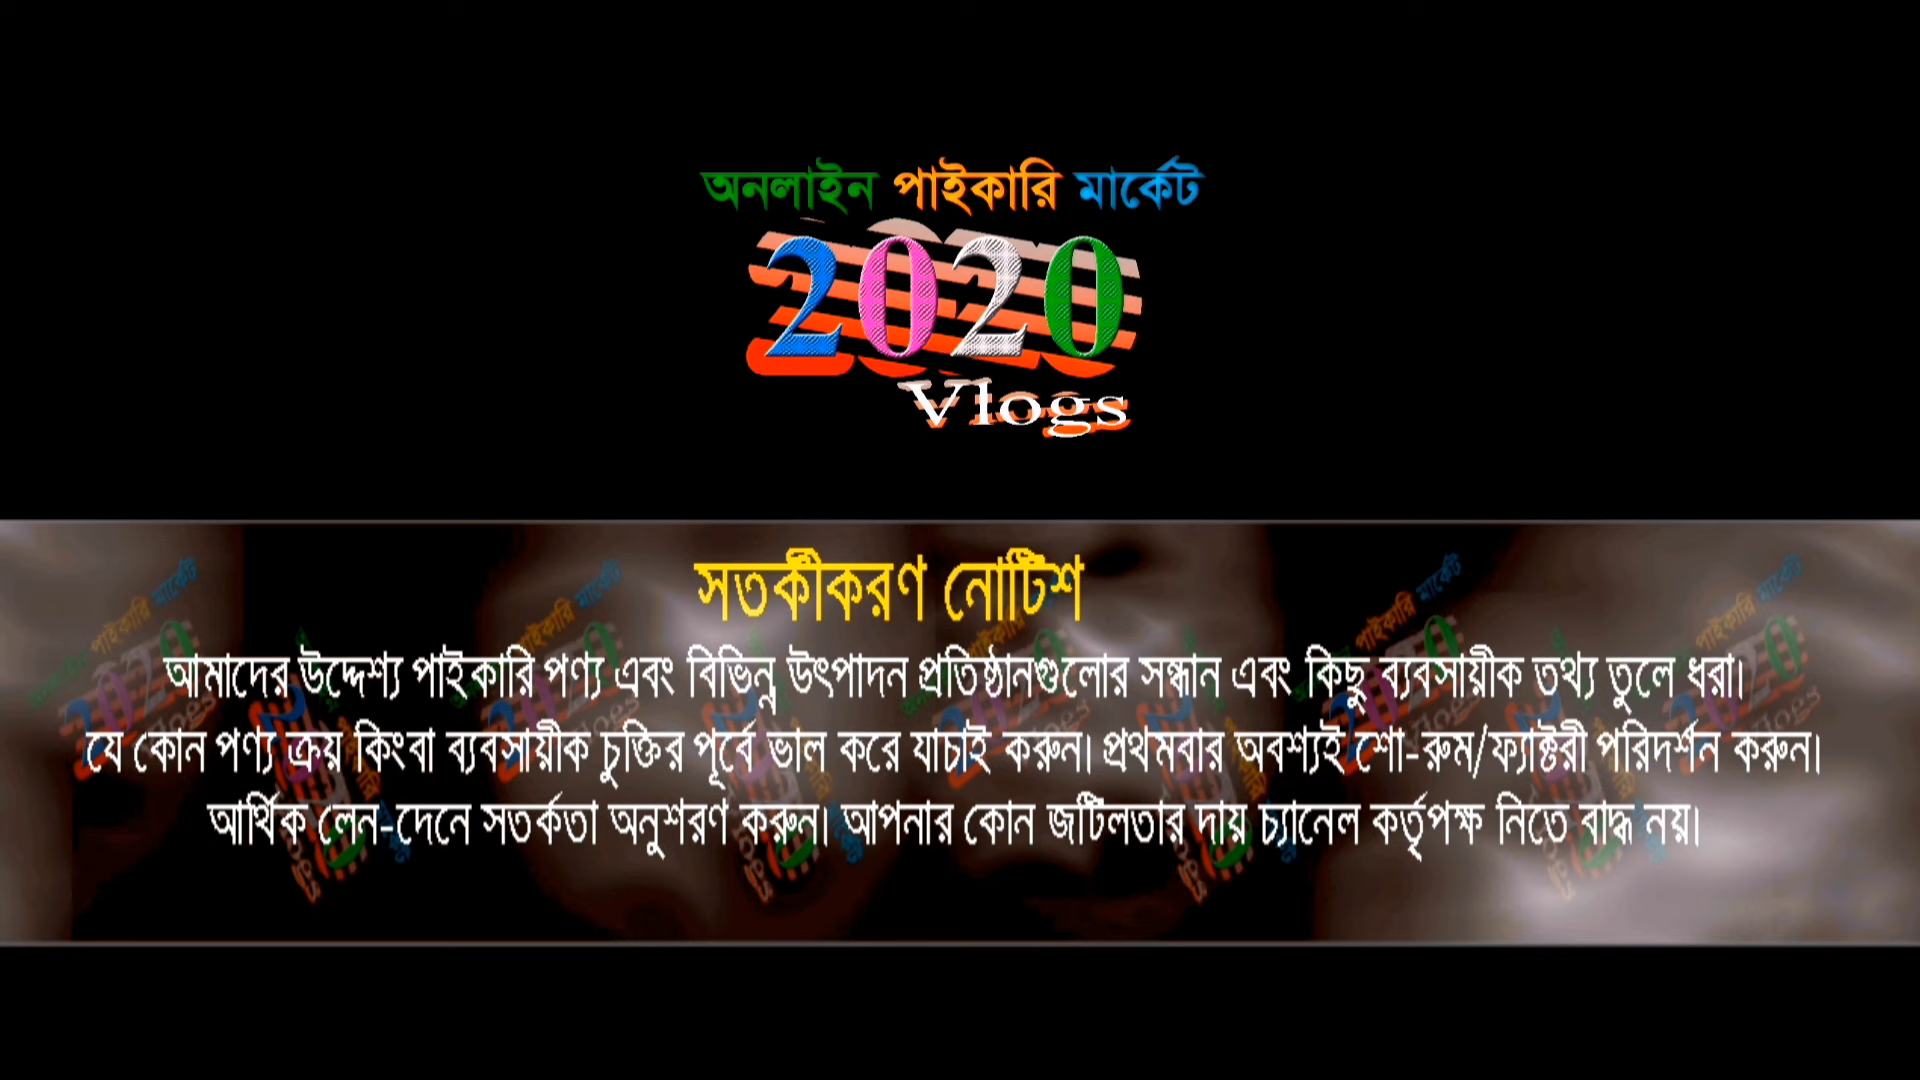 অনলাইন পাইকারি মার্কেট
2020
Vlogs
সতর্কীকরণ নোটিশ
আমাদের উদ্দেশ্য পাইকারি পণ্য এবং বিভিন্ন উৎপাদন প্রতিষ্ঠানগুলোর সন্ধান এবং কিছু ব্যবসায়ীক তথ্য তুলে ধরা।
যে কোন পণ্য ক্রয় কিংবা ব্যবসায়ীক চুক্তির পূর্বে ভাল করে যাচাই করুন। প্রথমবার অবশ্যই শো-রুম/ফ্যাক্টরী পরিদর্শন করুন।
আর্থিক লেন-দেনে সতর্কতা অনুশরণ করুন। আপনার কোন জটিলতার দায় চ্যানেল কর্তৃপক্ষ নিতে বাদ্ধ নয়।